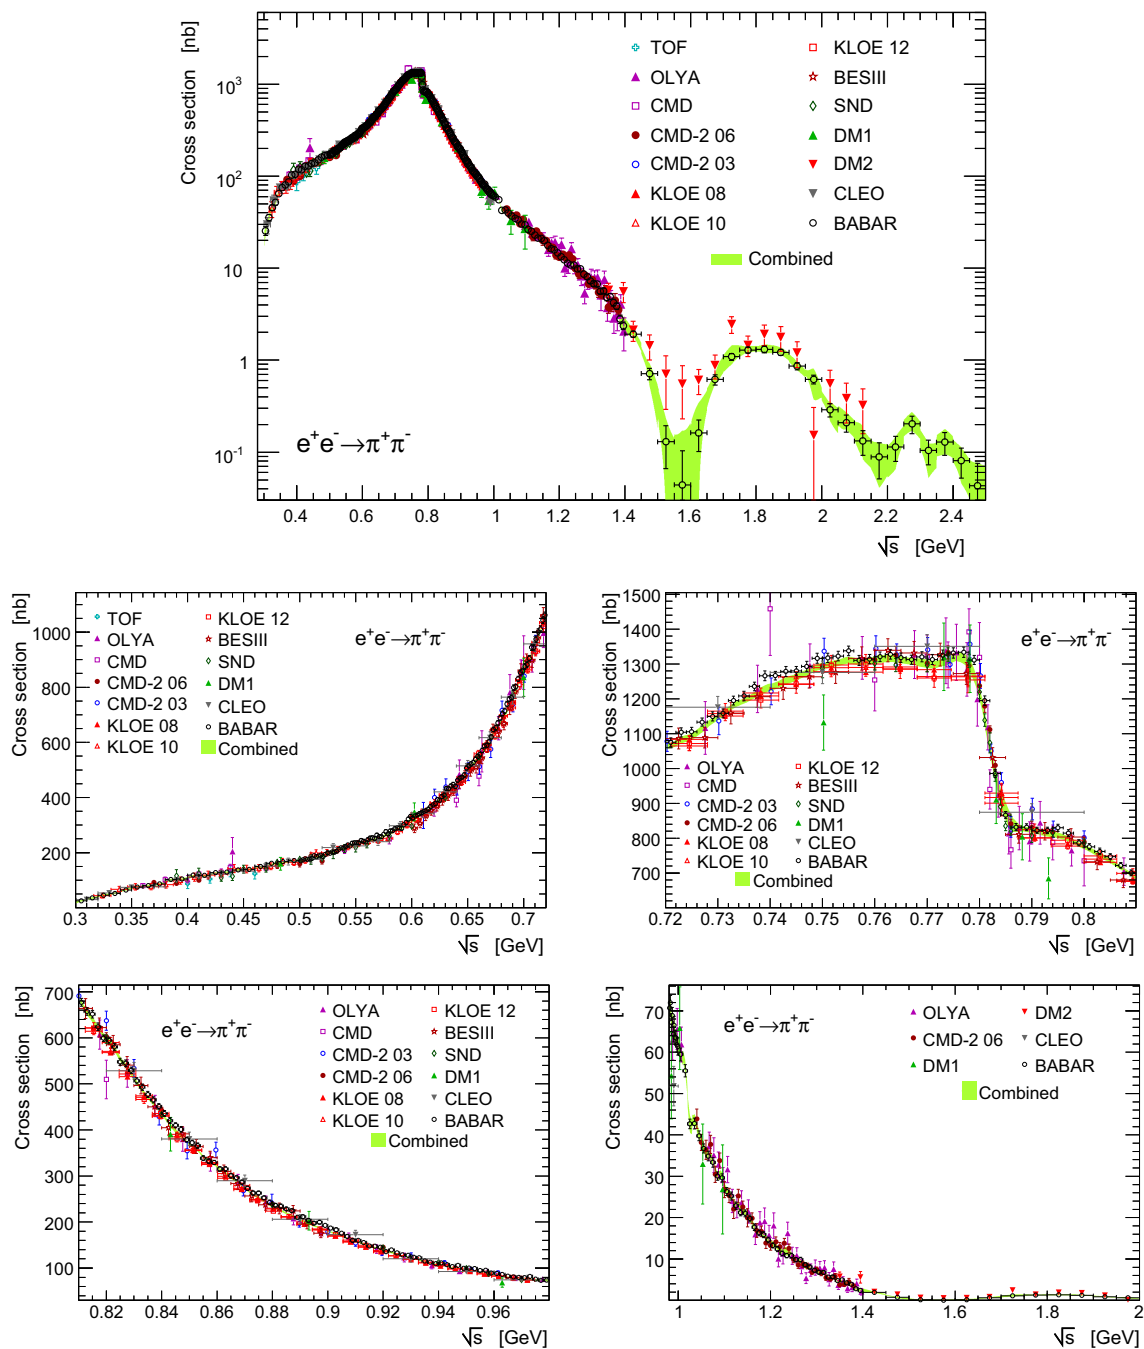 Cross section [nb]
10³
10²
10
1
10⁻¹
TOF
OLYA
CMD
CMD-2 06
CMD-2 03
KLOE 08
KLOE 10
KLOE 12
BESIII
SND
DM1
DM2
CLEO
BABAR
Combined
e⁺e⁻→π⁺π⁻
0.4 0.6 0.8 1 1.2 1.4 1.6 1.8 2 2.2 2.4
√s [GeV]
Cross section [nb]
1000
800
600
400
200
TOF
OLYA
CMD
CMD-2 06
CMD-2 03
KLOE 08
KLOE 10
KLOE 12
BESIII
SND
DM1
CLEO
BABAR
Combined
e⁺e⁻→π⁺π⁻
0.3 0.35 0.4 0.45 0.5 0.55 0.6 0.65 0.7
√s [GeV]
Cross section [nb]
1500
1400
1300
1200
1100
1000
900
800
700
e⁺e⁻→π⁺π⁻
OLYA
CMD
CMD-2 03
CMD-2 06
KLOE 08
KLOE 10
KLOE 12
BESIII
SND
DM1
CLEO
BABAR
Combined
0.72 0.73 0.74 0.75 0.76 0.77 0.78 0.79 0.8
√s [GeV]
Cross section [nb]
700
600
500
400
300
200
100
e⁺e⁻→π⁺π⁻
OLYA
CMD
CMD-2 03
CMD-2 06
KLOE 08
KLOE 10
KLOE 12
BESIII
SND
DM1
CLEO
BABAR
Combined
0.82 0.84 0.86 0.88 0.9 0.92 0.94 0.96
√s [GeV]
Cross section [nb]
70
60
50
40
30
20
10
e⁺e⁻→π⁺π⁻
OLYA
CMD-2 06
DM1
DM2
CLEO
BABAR
Combined
1 1.2 1.4 1.6 1.8 2
√s [GeV]